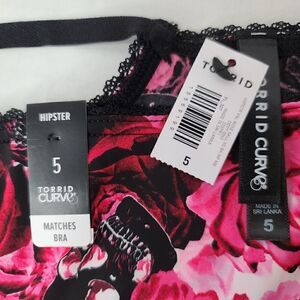 HIPSTER
5
TORRID
CURVE
MATCHES
BRA
TORRID
5
TORRID CURVE
MADE IN
SRI LANKA
5